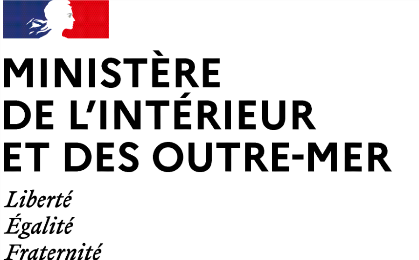 MINISTÈRE
DE L'INTÉRIEUR
ET DES OUTRE-MER
Liberté
Égalité
Fraternité